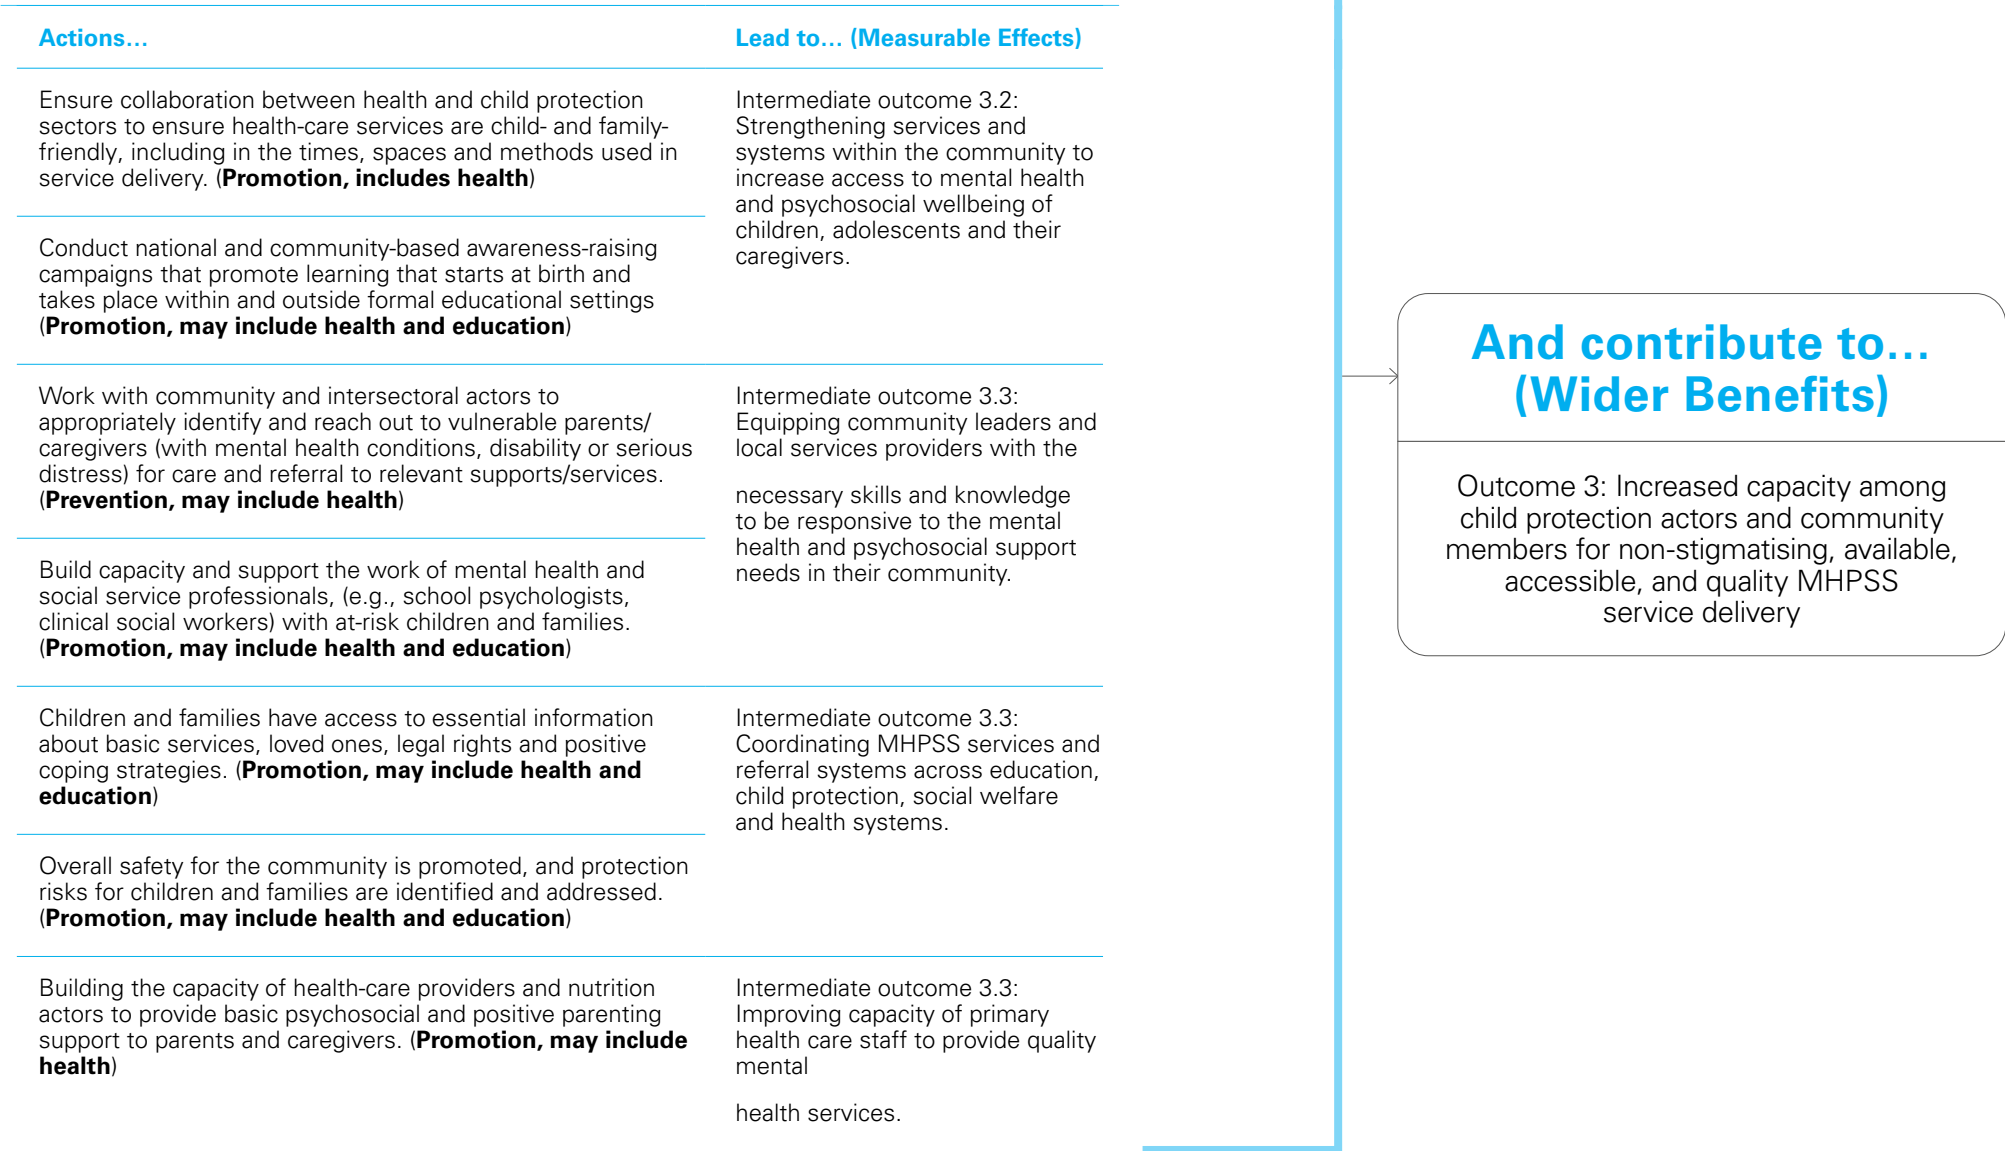 Actions…
Lead to… (Measurable Effects)
Ensure collaboration between health and child protection
sectors to ensure health-care services are child- and family-
friendly, including in the times, spaces and methods used in
service delivery. (Promotion, includes health)
Intermediate outcome 3.2:
Strengthening services and
systems within the community to
increase access to mental health
and psychosocial wellbeing of
children, adolescents and their
caregivers.
Conduct national and community-based awareness-raising
campaigns that promote learning that starts at birth and
takes place within and outside formal educational settings
(Promotion, may include health and education)
Work with community and intersectoral actors to
appropriately identify and reach out to vulnerable parents/
caregivers (with mental health conditions, disability or serious
distress) for care and referral to relevant supports/services.
(Prevention, may include health)
Intermediate outcome 3.3:
Equipping community leaders and
local services providers with the
necessary skills and knowledge
to be responsive to the mental
health and psychosocial support
needs in their community.
Build capacity and support the work of mental health and
social service professionals, (e.g., school psychologists,
clinical social workers) with at-risk children and families.
(Promotion, may include health and education)
Children and families have access to essential information
about basic services, loved ones, legal rights and positive
coping strategies. (Promotion, may include health and
education)
Intermediate outcome 3.3:
Coordinating MHPSS services and
referral systems across education,
child protection, social welfare
and health systems.
Overall safety for the community is promoted, and protection
risks for children and families are identified and addressed.
(Promotion, may include health and education)
Building the capacity of health-care providers and nutrition
actors to provide basic psychosocial and positive parenting
support to parents and caregivers. (Promotion, may include
health)
Intermediate outcome 3.3:
Improving capacity of primary
health care staff to provide quality
mental
health services.
And contribute to…
(Wider Benefits)
Outcome 3: Increased capacity among
child protection actors and community
members for non-stigmatising, available,
accessible, and quality MHPSS
service delivery